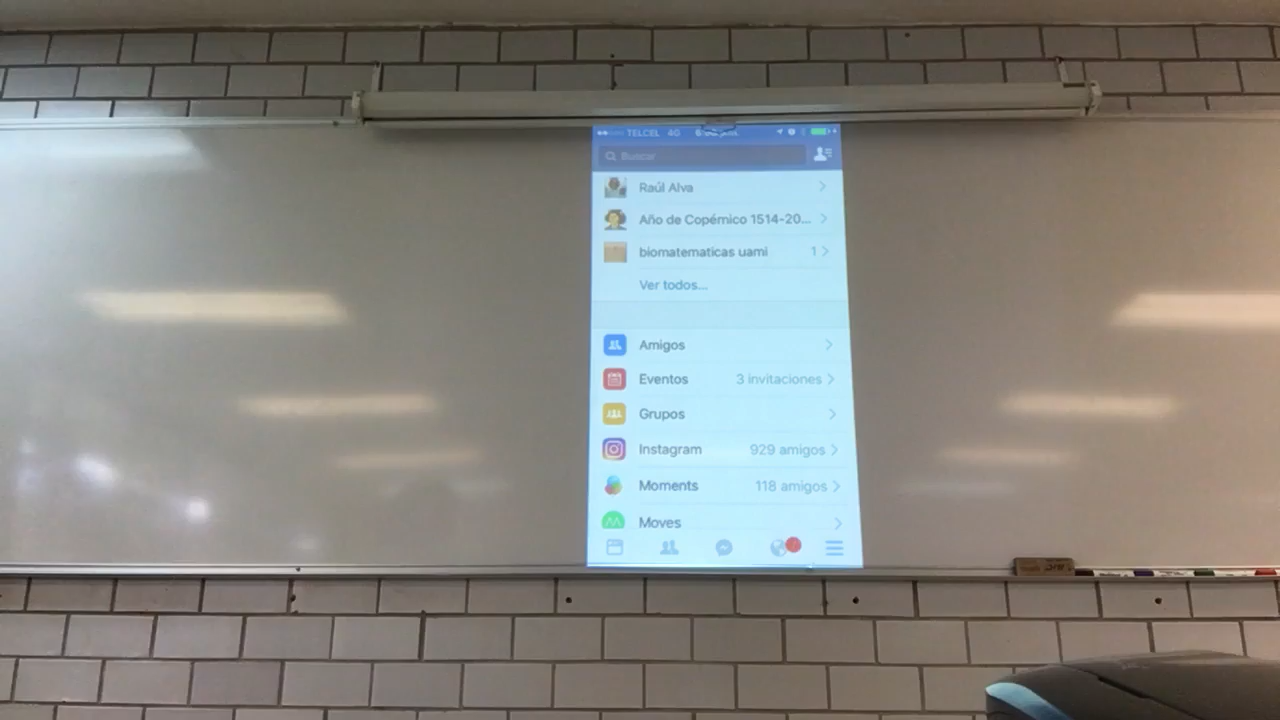 TELCEL 4G
Buscar
Raúl Alva
Año de Copérnico 1514-20...
biomatematicas uami 1
Ver todos...
Amigos
Eventos 3 invitaciones
Grupos
Instagram 929 amigos
Moments 118 amigos
Moves